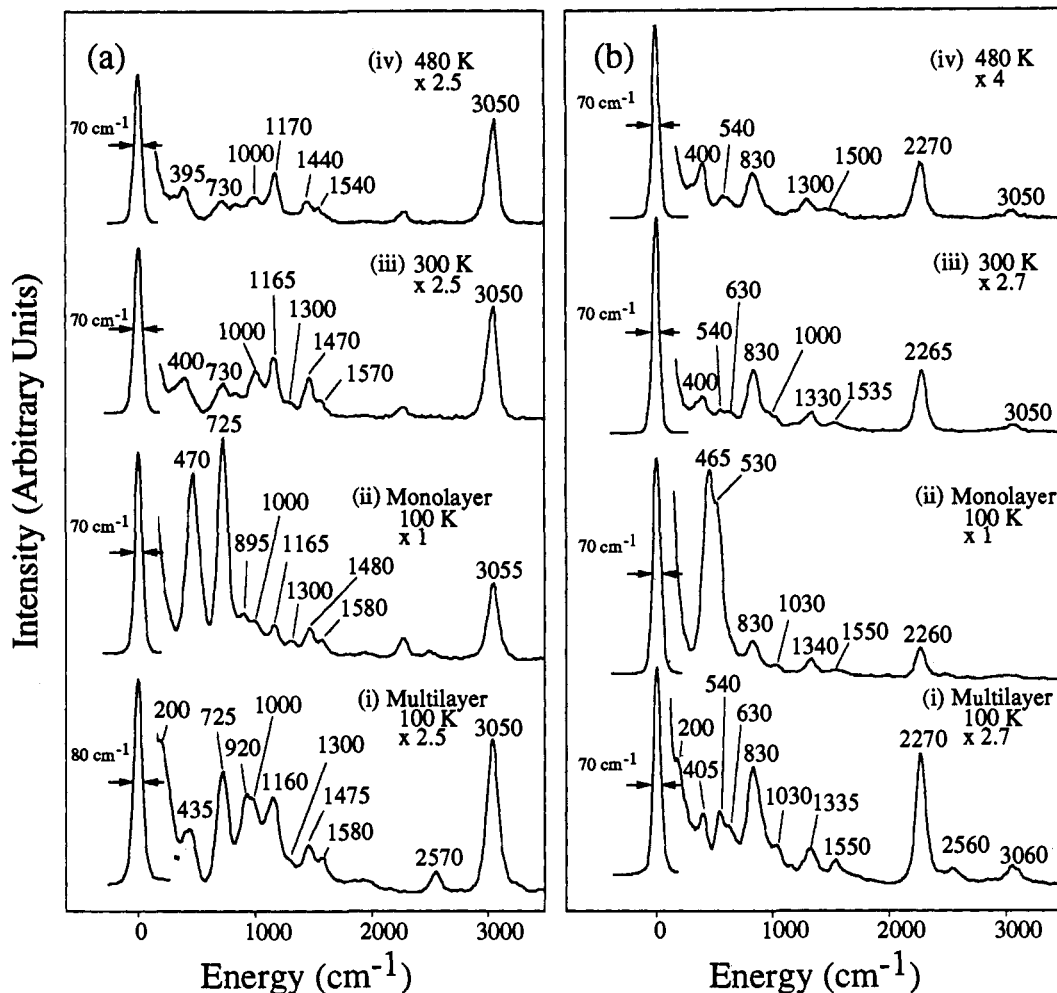 Intensity (Arbitrary Units)
(a)
(iv) 480 K
x 2.5
70 cm-1
395
730
1000
1170
1440
1540
3050
(iii) 300 K
x 2.5
70 cm-1
400
730
1000
1165
1300
1470
1570
3050
(ii) Monolayer
100 K
x 1
70 cm-1
470
725
895
1000
1165
1300
1480
1580
3055
(i) Multilayer
100 K
x 2.5
80 cm-1
200
435
725
920
1000
1160
1300
1475
1580
2570
3050
0 1000 2000 3000
Energy (cm-1)
(b)
(iv) 480 K
x 4
70 cm-1
400
540
830
1300
1500
2270
3050
(iii) 300 K
x 2.7
70 cm-1
400
540
630
830
1000
1330
1535
2265
3050
(ii) Monolayer
100 K
x 1
70 cm-1
465
530
830
1030
1340
1550
2260
(i) Multilayer
100 K
x 2.7
70 cm-1
200
405
540
630
830
1030
1335
1550
2270
2560
3060
0 1000 2000 3000
Energy (cm-1)